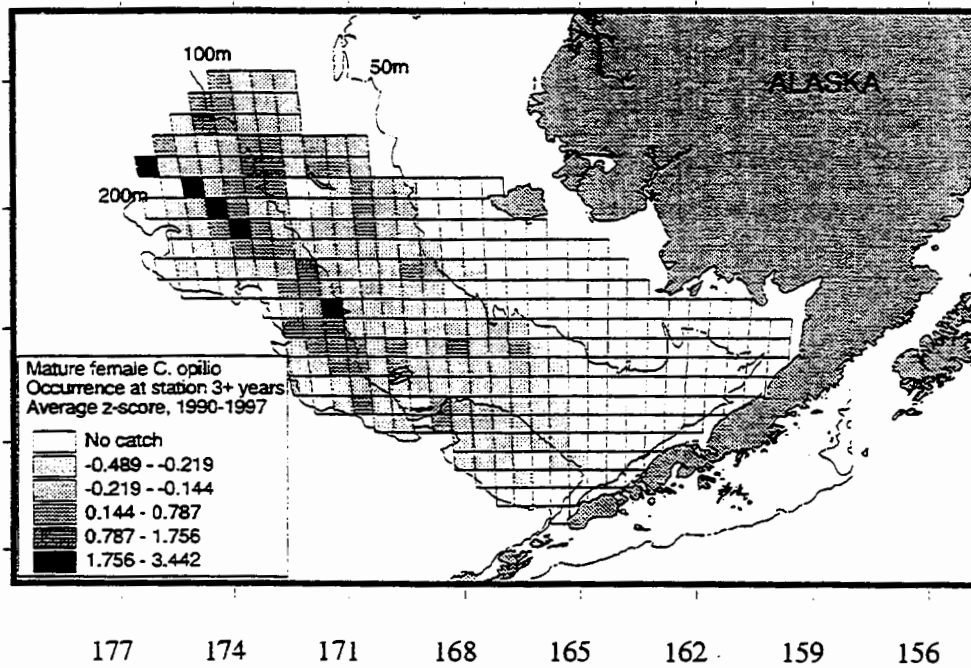 100m
50m
ALASKA
200m
Mature female C. opilio
Occurrence at station 3+ years
Average z-score, 1990-1997
No catch
-0.489 - -0.219
-0.219 - -0.144
0.144 - 0.787
0.787 - 1.756
1.756 - 3.442
177 174 171 168 165 162 159 156